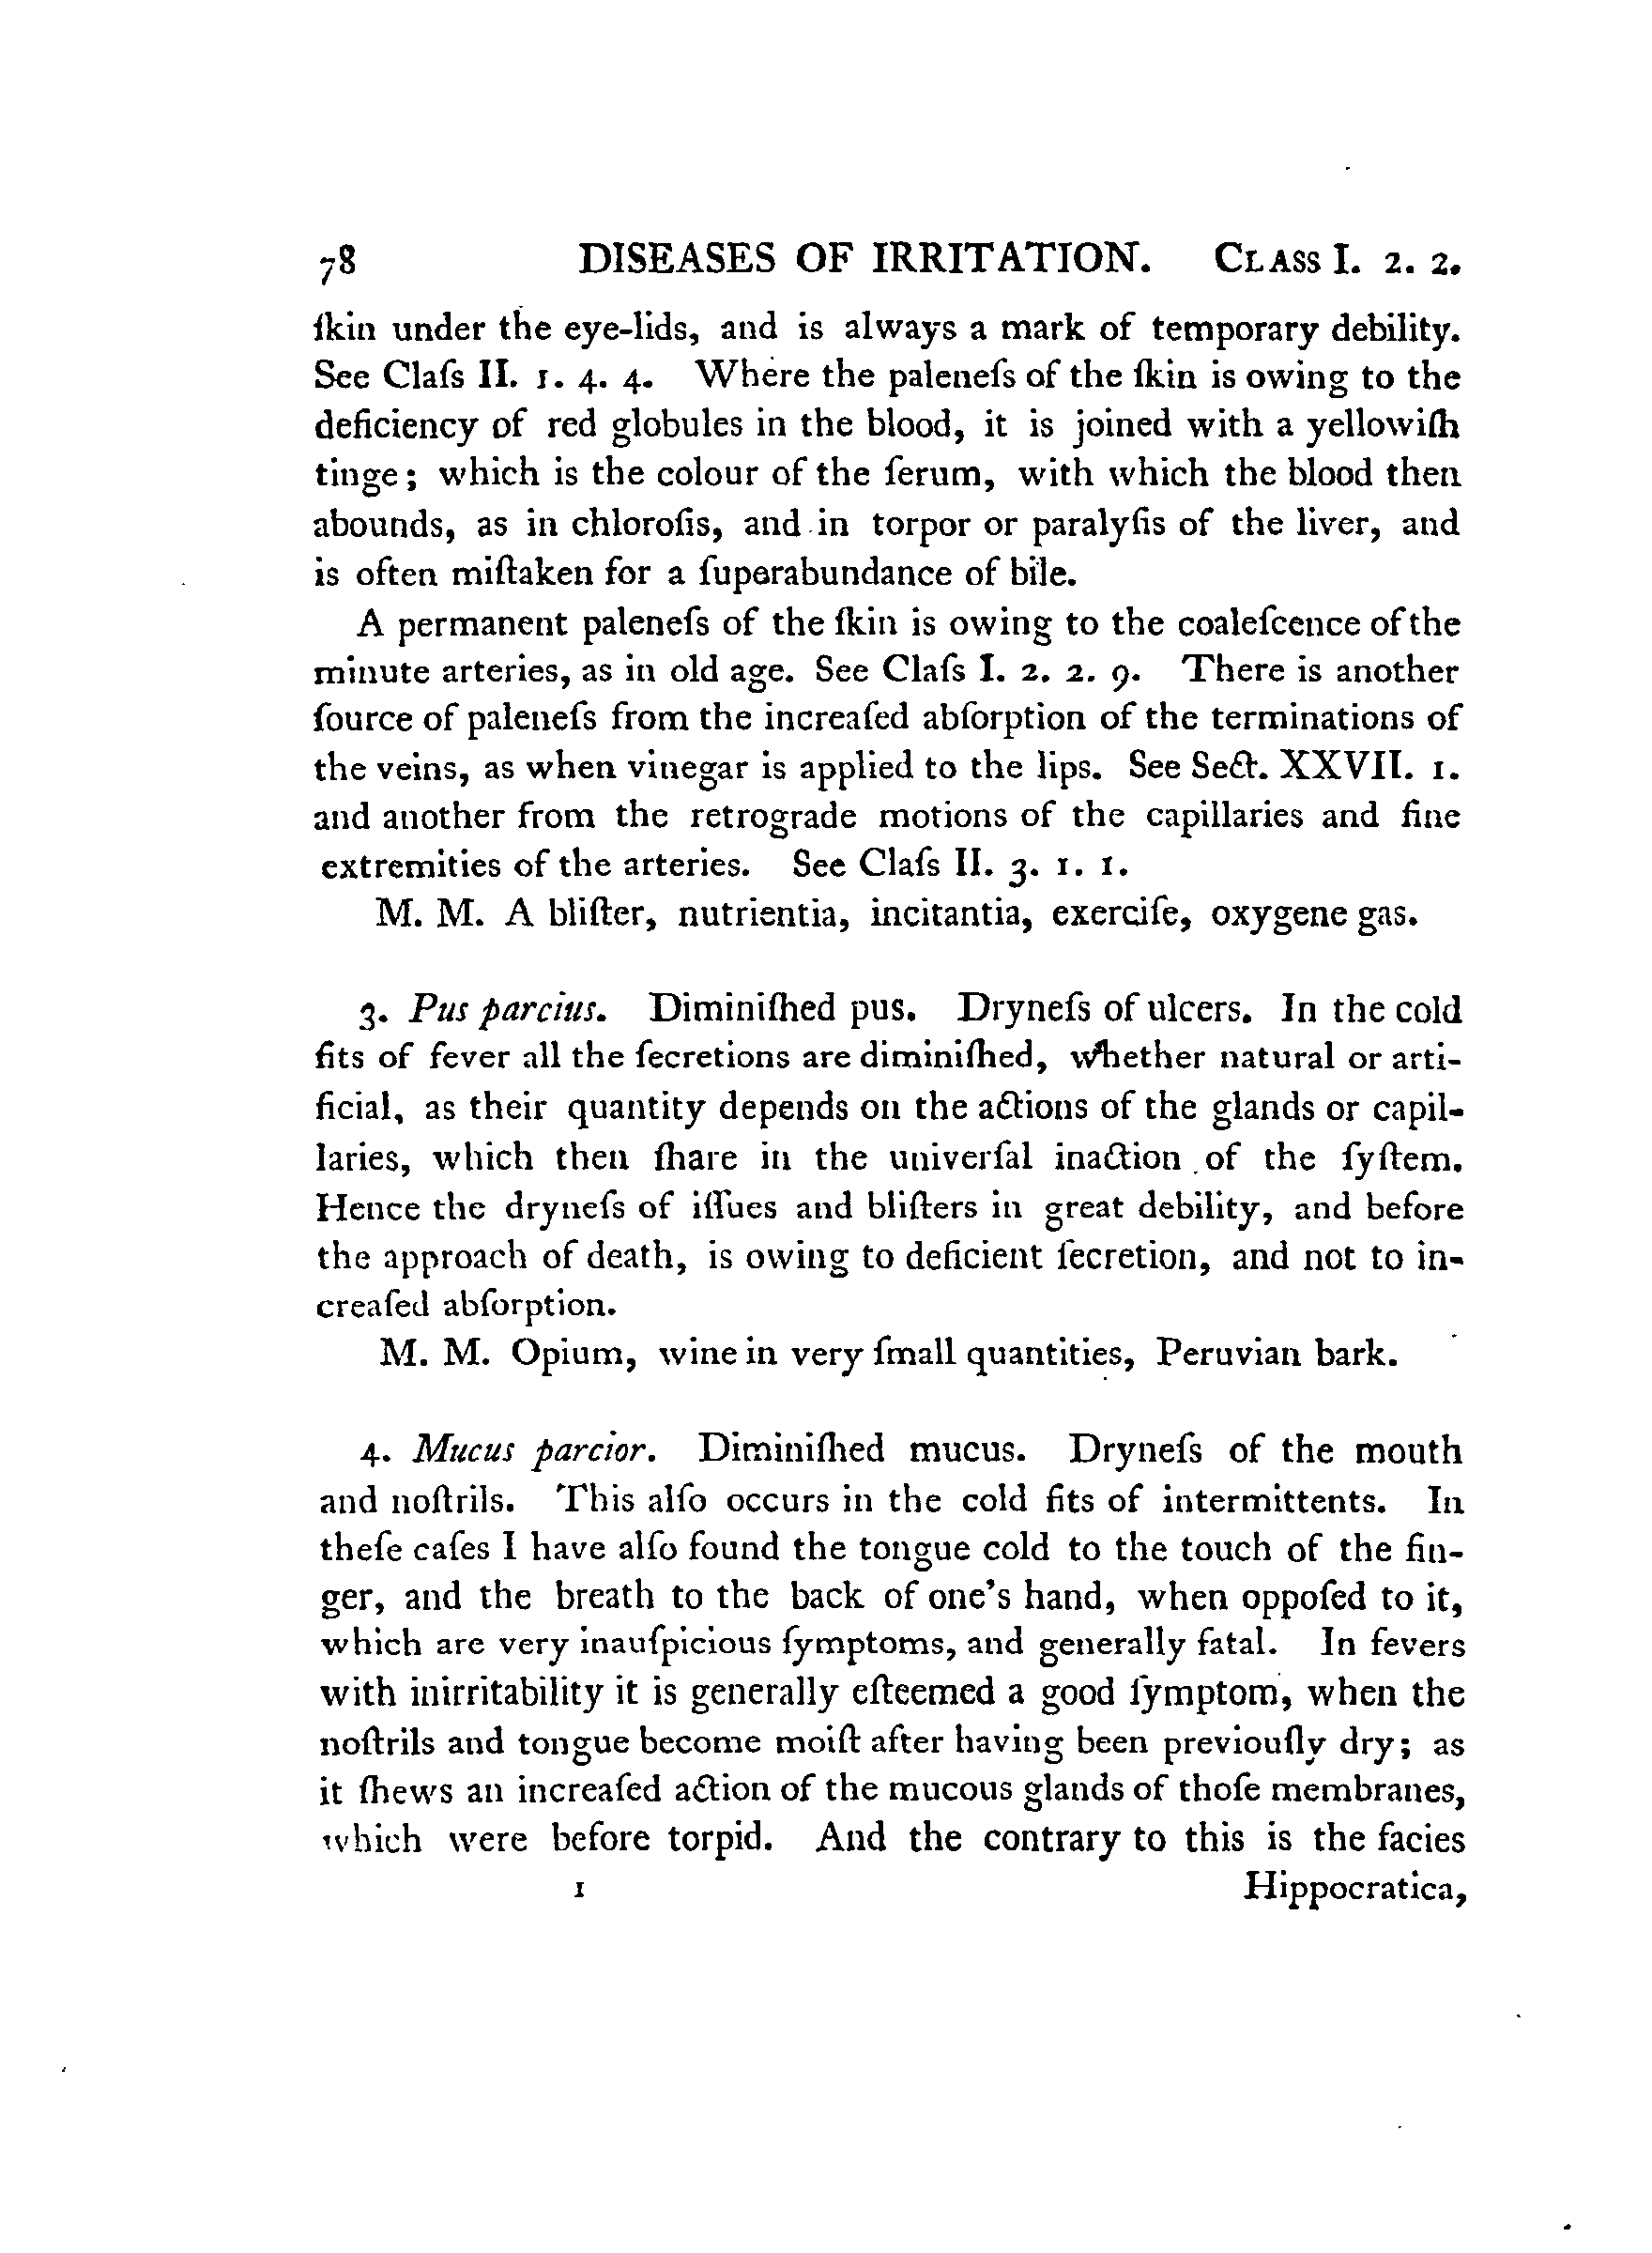 78 DISEASES OF IRRITATION. CLASS I. 2. 2.
ſkin under the eye-lids, and is always a mark of temporary debility.
See Claſs II. 1. 4. 4. Where the paleneſs of the ſkin is owing to the
deficiency of red globules in the blood, it is joined with a yellowiſh
tinge; which is the colour of the ſerum, with which the blood then
abounds, as in chloroſis, and in torpor or paralyſis of the liver, and
is often miſtaken for a ſuperabundance of bile.
A permanent paleneſs of the ſkin is owing to the coaleſcence of the
minute arteries, as in old age. See Claſs I. 2. 2. 9. There is another
ſource of paleneſs from the increaſed abſorption of the terminations of
the veins, as when vinegar is applied to the lips. See Sect. XXVII. 1.
and another from the retrograde motions of the capillaries and fine
extremities of the arteries. See Claſs II. 3. 1. 1.
M. M. A bliſter, nutrientia, incitantia, exerciſe, oxygene gas.
3. Pus parcius. Diminiſhed pus. Dryneſs of ulcers. In the cold
fits of fever all the ſecretions are diminiſhed, whether natural or arti-
ficial, as their quantity depends on the actions of the glands or capil-
laries, which then ſhare in the univerſal inaction of the ſyſtem.
Hence the dryneſs of iſſues and bliſters in great debility, and before
the approach of death, is owing to deficient ſecretion, and not to in-
creaſed abſorption.
M. M. Opium, wine in very ſmall quantities, Peruvian bark.
4. Mucus parcior. Diminiſhed mucus. Dryneſs of the mouth
and noſtrils. This alſo occurs in the cold fits of intermittents. In
theſe caſes I have alſo found the tongue cold to the touch of the fin-
ger, and the breath to the back of one's hand, when oppoſed to it,
which are very inauſpicious ſymptoms, and generally fatal. In fevers
with inirritability it is generally eſteemed a good ſymptom, when the
noſtrils and tongue become moiſt after having been previouſly dry; as
it ſhews an increaſed action of the mucous glands of thoſe membranes,
which were before torpid. And the contrary to this is the facies
1 Hippocratica,